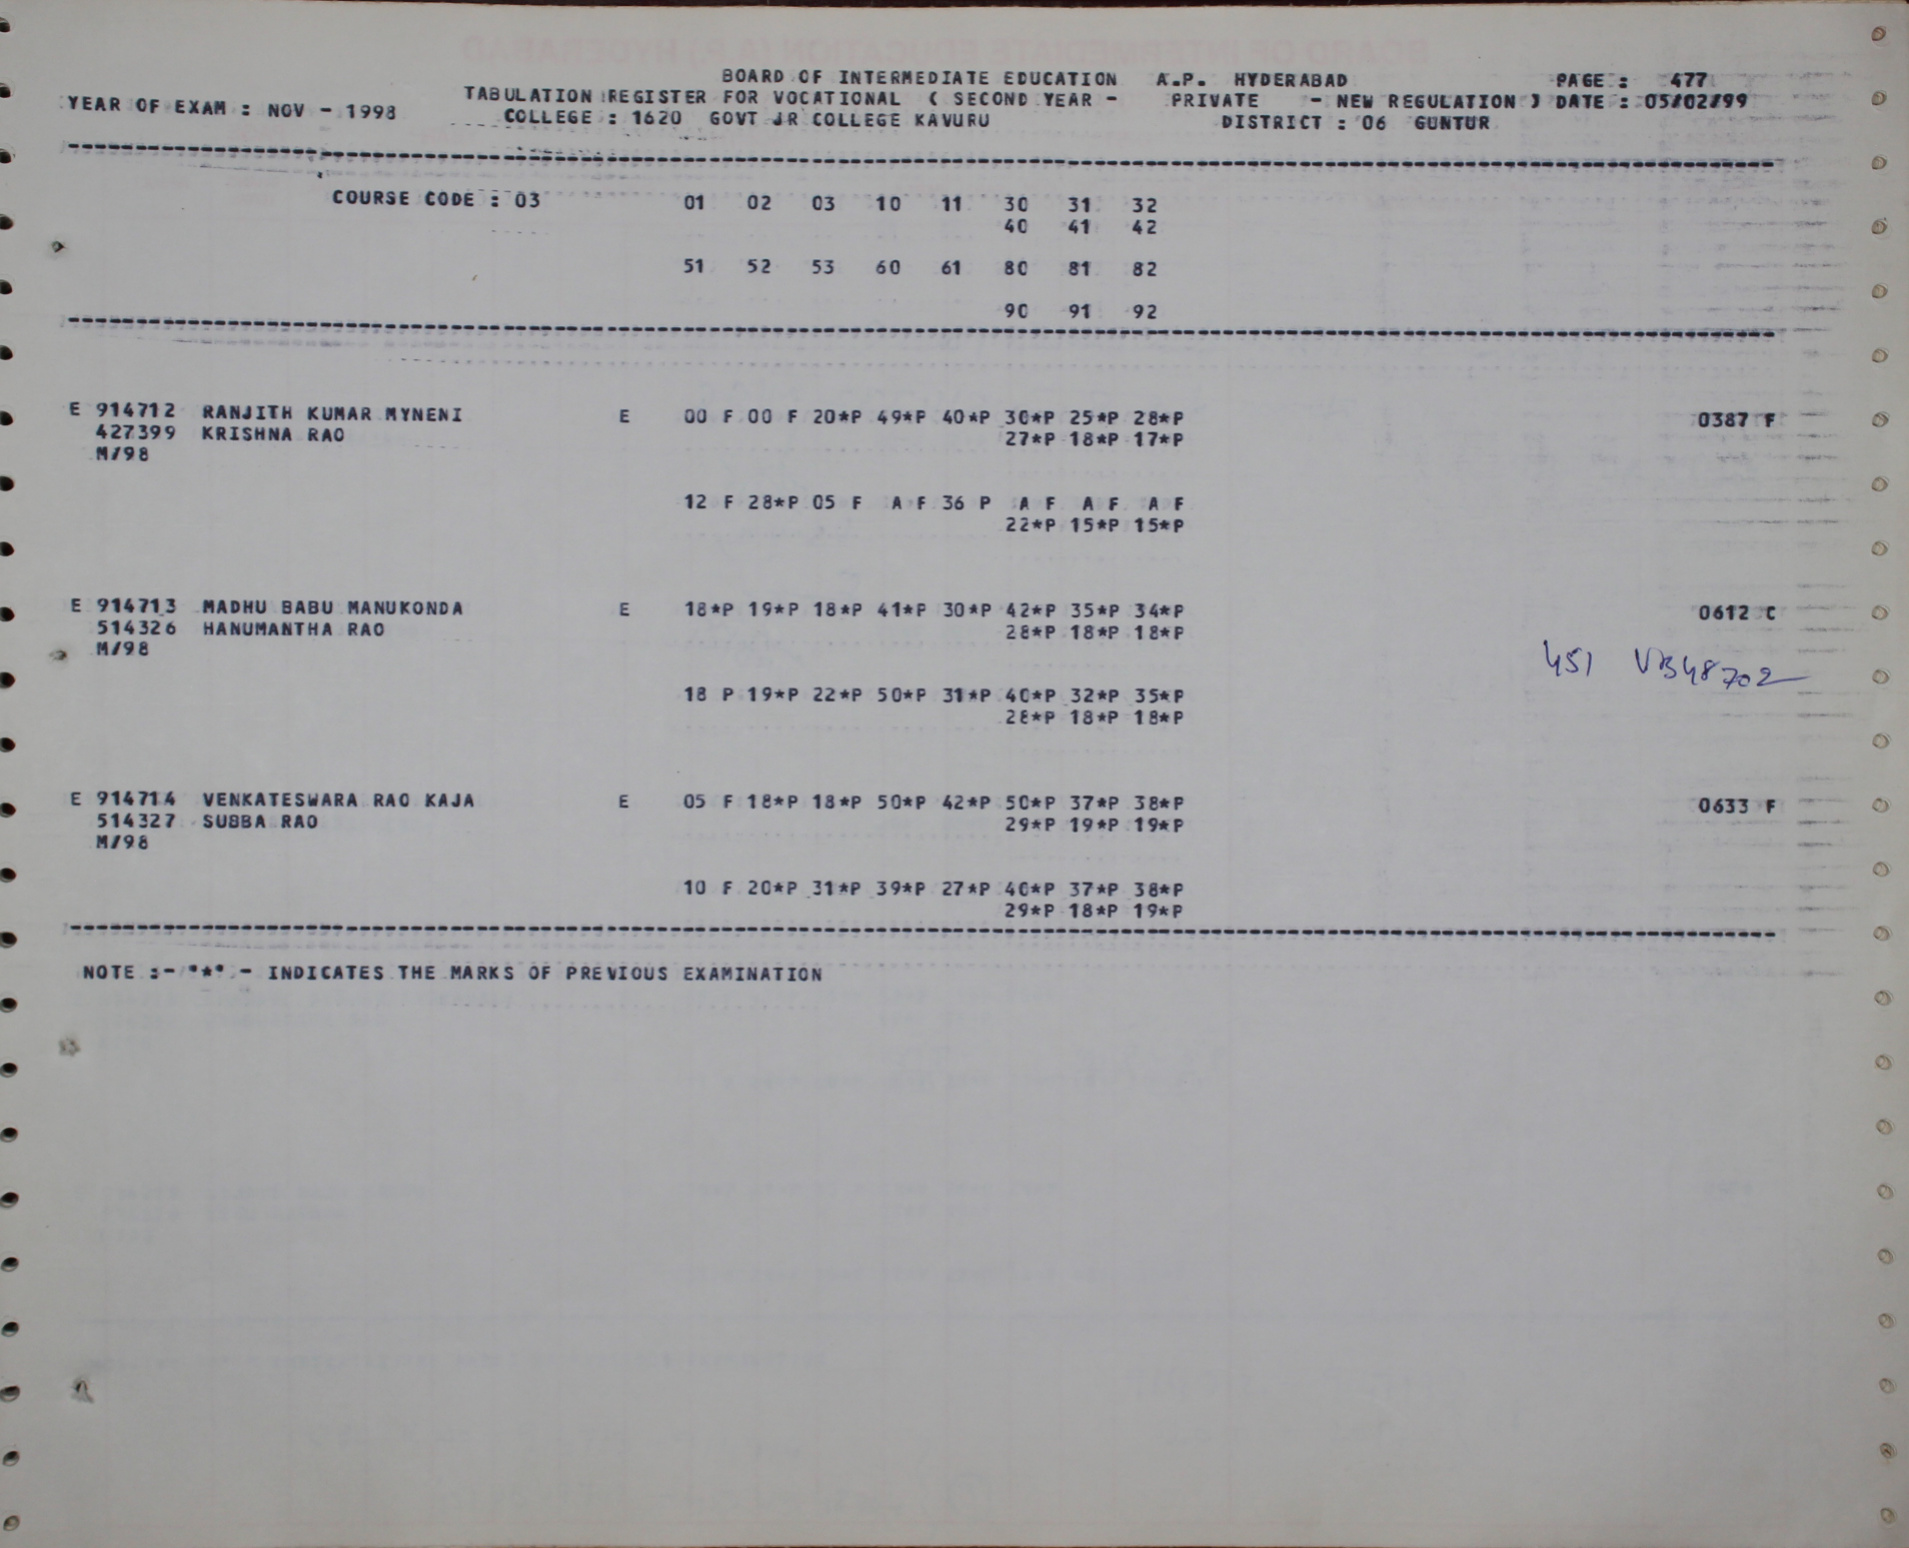 BOARD OF INTERMEDIATE EDUCATION A.P. HYDERABAD PAGE : 477
YEAR OF EXAM : NOV - 1998 TABULATION REGISTER FOR VOCATIONAL ( SECOND YEAR - PRIVATE - NEW REGULATION ) DATE : 05/02/99
COLLEGE : 1620 GOVT JR COLLEGE KAVURU DISTRICT : 06 GUNTUR
COURSE CODE : 03 01 02 03 10 11 30 31 32
40 41 42
51 52 53 60 61 80 81 82
90 91 92
E 914712 RANJITH KUMAR MYNENI E 00 F 00 F 20*P 49*P 40*P 30*P 25*P 28*P 0387 F
427399 KRISHNA RAO 27*P 18*P 17*P
M/98
12 F 28*P 05 F A F 36 P A F A F A F
22*P 15*P 15*P
E 914713 MADHU BABU MANUKONDA E 18*P 19*P 18*P 41*P 30*P 42*P 35*P 34*P 0612 C
514326 HANUMANTHA RAO 28*P 18*P 18*P
M/98
451 VB48702
18 P 19*P 22*P 50*P 31*P 40*P 32*P 35*P
28*P 18*P 18*P
E 914714 VENKATESWARA RAO KAJA E 05 F 18*P 18*P 50*P 42*P 50*P 37*P 38*P 0633 F
514327 SUBBA RAO 29*P 19*P 19*P
M/98
10 F 20*P 31*P 39*P 27*P 40*P 37*P 38*P
29*P 18*P 19*P
NOTE :- "*" - INDICATES THE MARKS OF PREVIOUS EXAMINATION